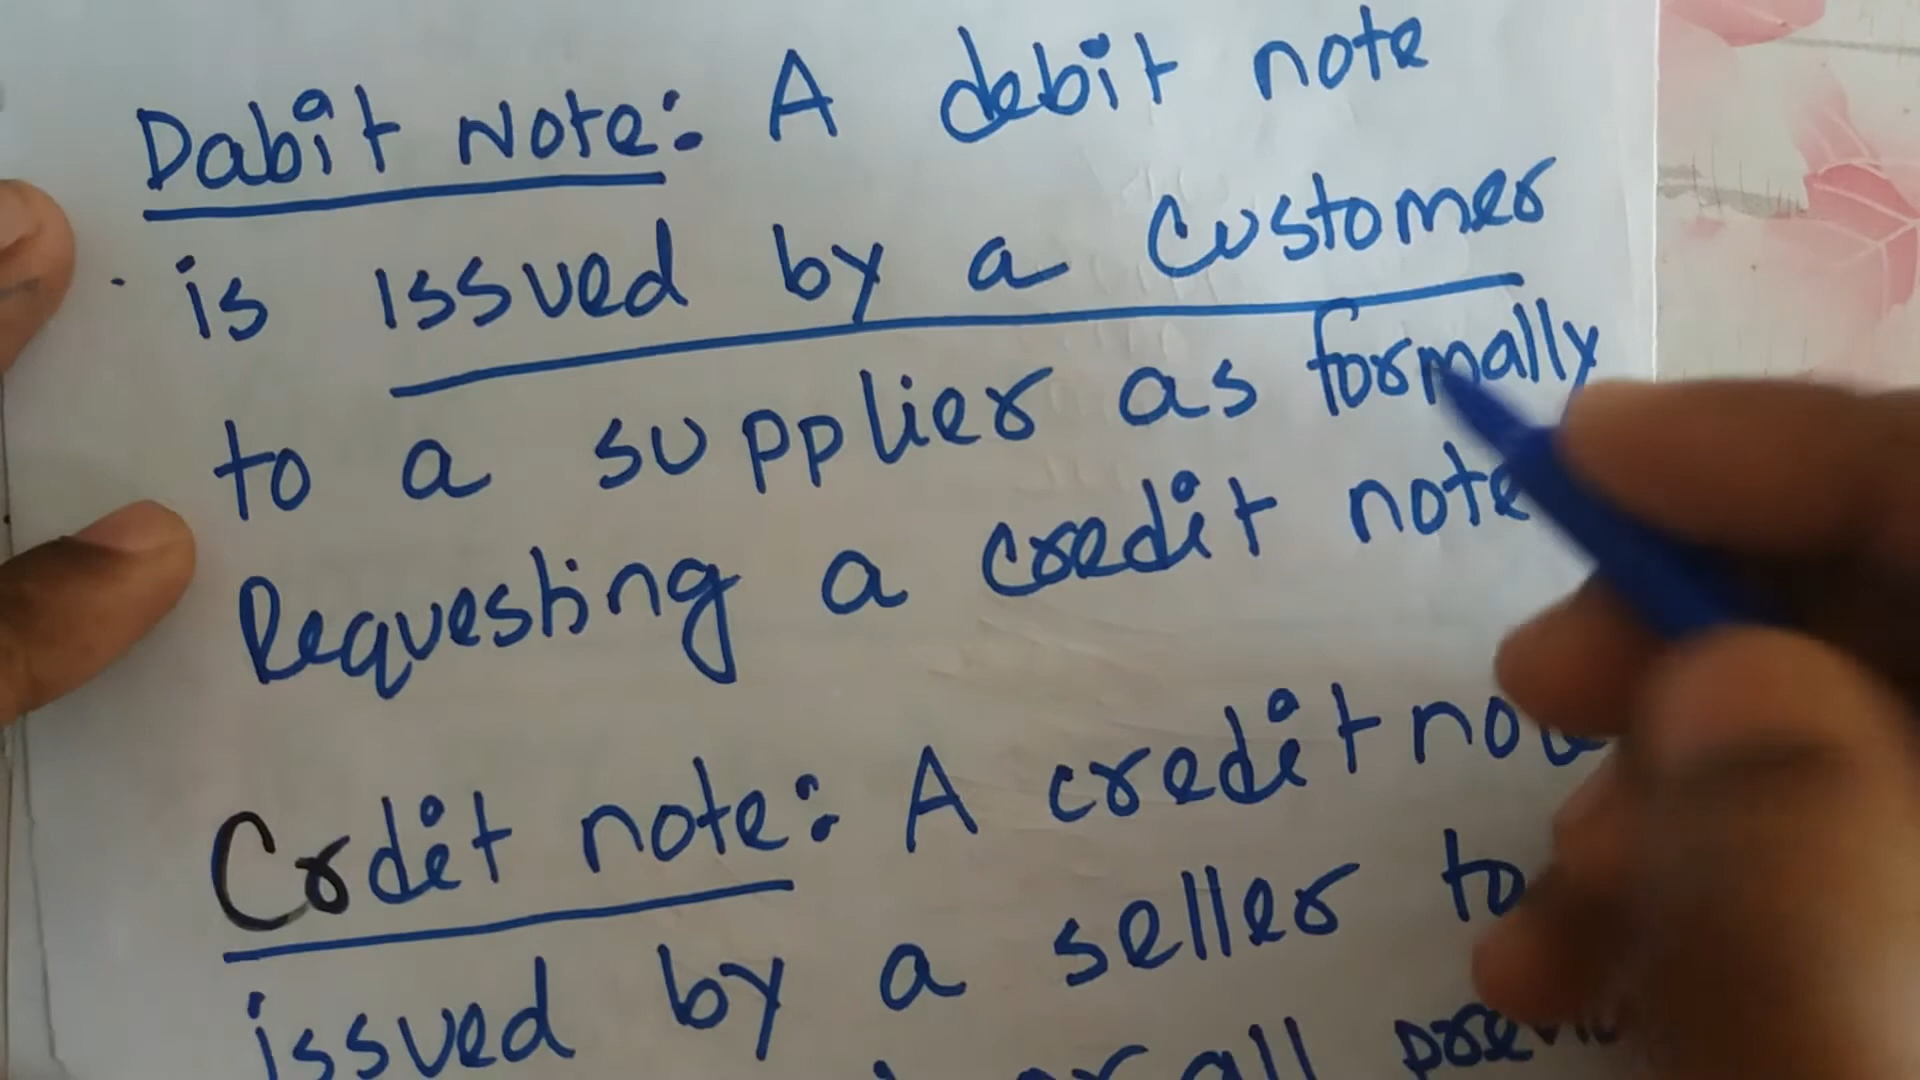 Dabit Note: A debit note
is issued by a customer
to a supplier as formally
Requesting a credit note
Crdit note: A credit
issued by a seller to
all